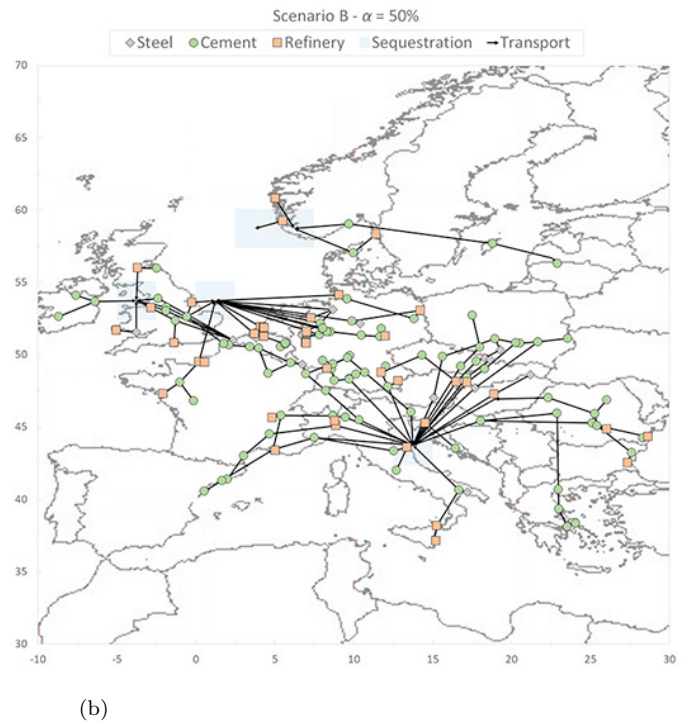 Scenario B - α = 50%
Steel Cement Refinery Sequestration Transport
70
65
60
55
50
45
40
35
30
-10 -5 0 5 10 15 20 25 30
(b)